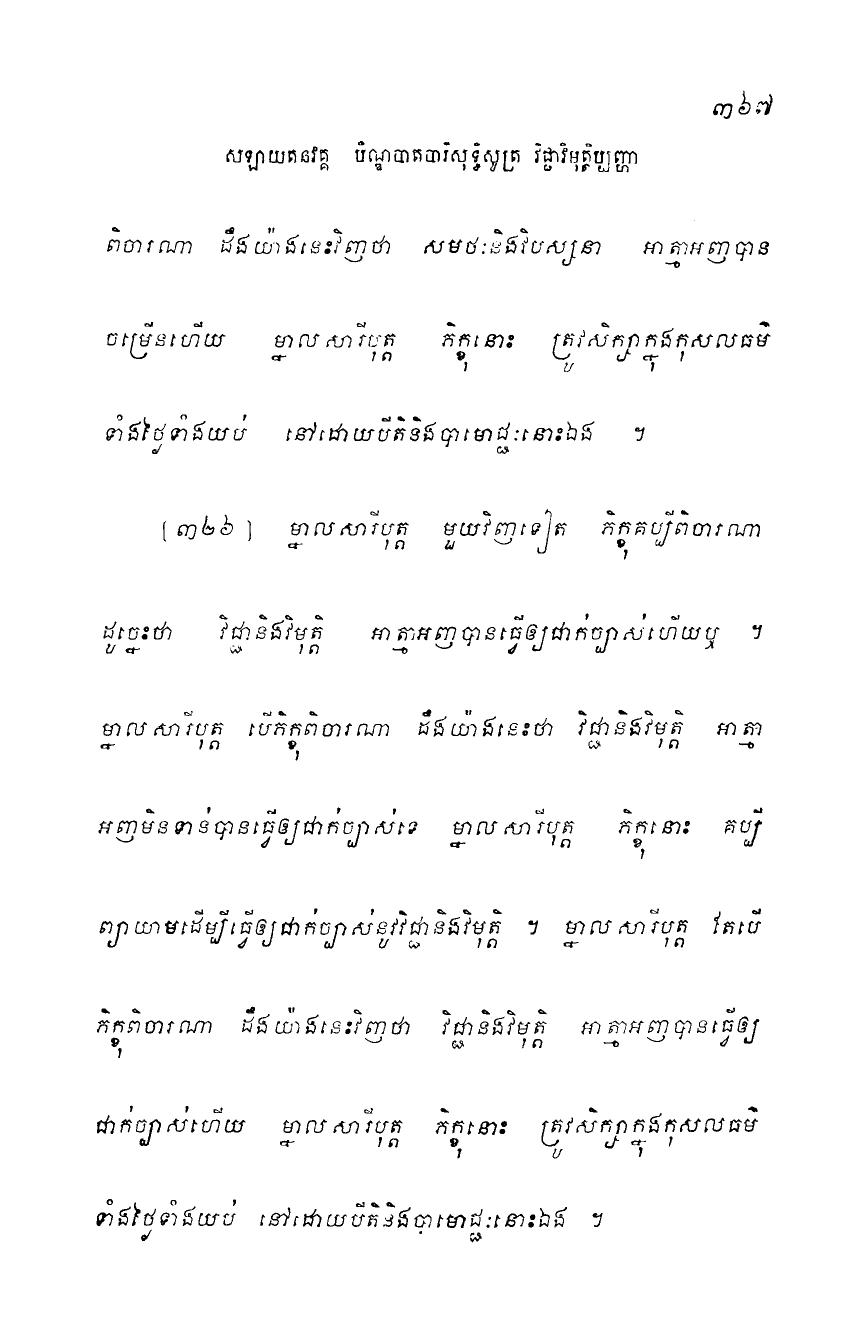 ៣៦៧
សឡាយតនវគ្គ បិណ្ឌបាតបារិសុទ្ធិសូត្រ វិជ្ជាវិមុត្តិប្បញ្ហា
ពិចារណា ដឹងយ៉ាងនេះវិញថា សមថៈនិងវិបស្សនា អាត្មាអញបាន
ចម្រើនហើយ ម្នាលសារីបុត្ត ភិក្ខុនោះ ត្រូវសិក្សាក្នុងកុសលធម៌
ទាំងថ្ងៃទាំងយប់ នៅដោយបីតិនិងបាមោជ្ជៈនោះឯង ។
[៣២៦] ម្នាលសារីបុត្ត មួយវិញទៀត ភិក្ខុគប្បីពិចារណា
ដូច្នេះថា វិជ្ជានិងវិមុត្តិ អាត្មាអញបានធ្វើឲ្យជាក់ច្បាស់ហើយឬ ។
ម្នាលសារីបុត្ត បើភិក្ខុពិចារណា ដឹងយ៉ាងនេះថា វិជ្ជានិងវិមុត្តិ អាត្មា
អញមិនទាន់បានធ្វើឲ្យជាក់ច្បាស់ទេ ម្នាលសារីបុត្ត ភិក្ខុនោះ គប្បី
ព្យាយាមដើម្បីធ្វើឲ្យជាក់ច្បាស់នូវវិជ្ជានិងវិមុត្តិ ។ ម្នាលសារីបុត្ត តែបើ
ភិក្ខុពិចារណា ដឹងយ៉ាងនេះវិញថា វិជ្ជានិងវិមុត្តិ អាត្មាអញបានធ្វើឲ្យ
ជាក់ច្បាស់ហើយ ម្នាលសារីបុត្ត ភិក្ខុនោះ ត្រូវសិក្សាក្នុងកុសលធម៌
ទាំងថ្ងៃទាំងយប់ នៅដោយបីតិនិងបាមោជ្ជៈនោះឯង ។